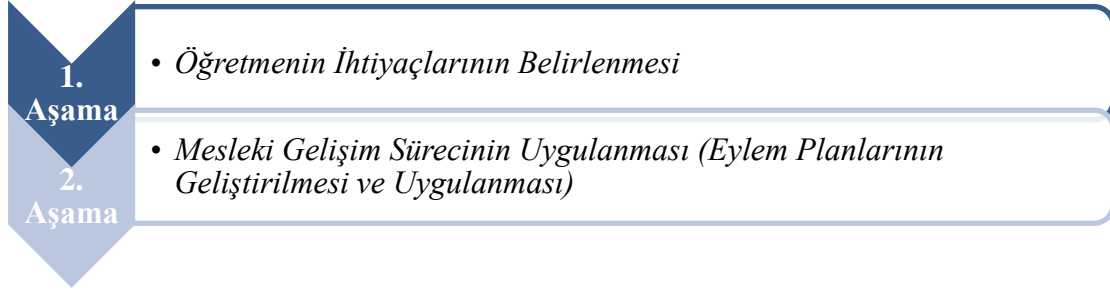 1.
Aşama
• Öğretmenin İhtiyaçlarının Belirlenmesi
2.
Aşama
• Mesleki Gelişim Sürecinin Uygulanması (Eylem Planlarının
Geliştirilmesi ve Uygulanması)